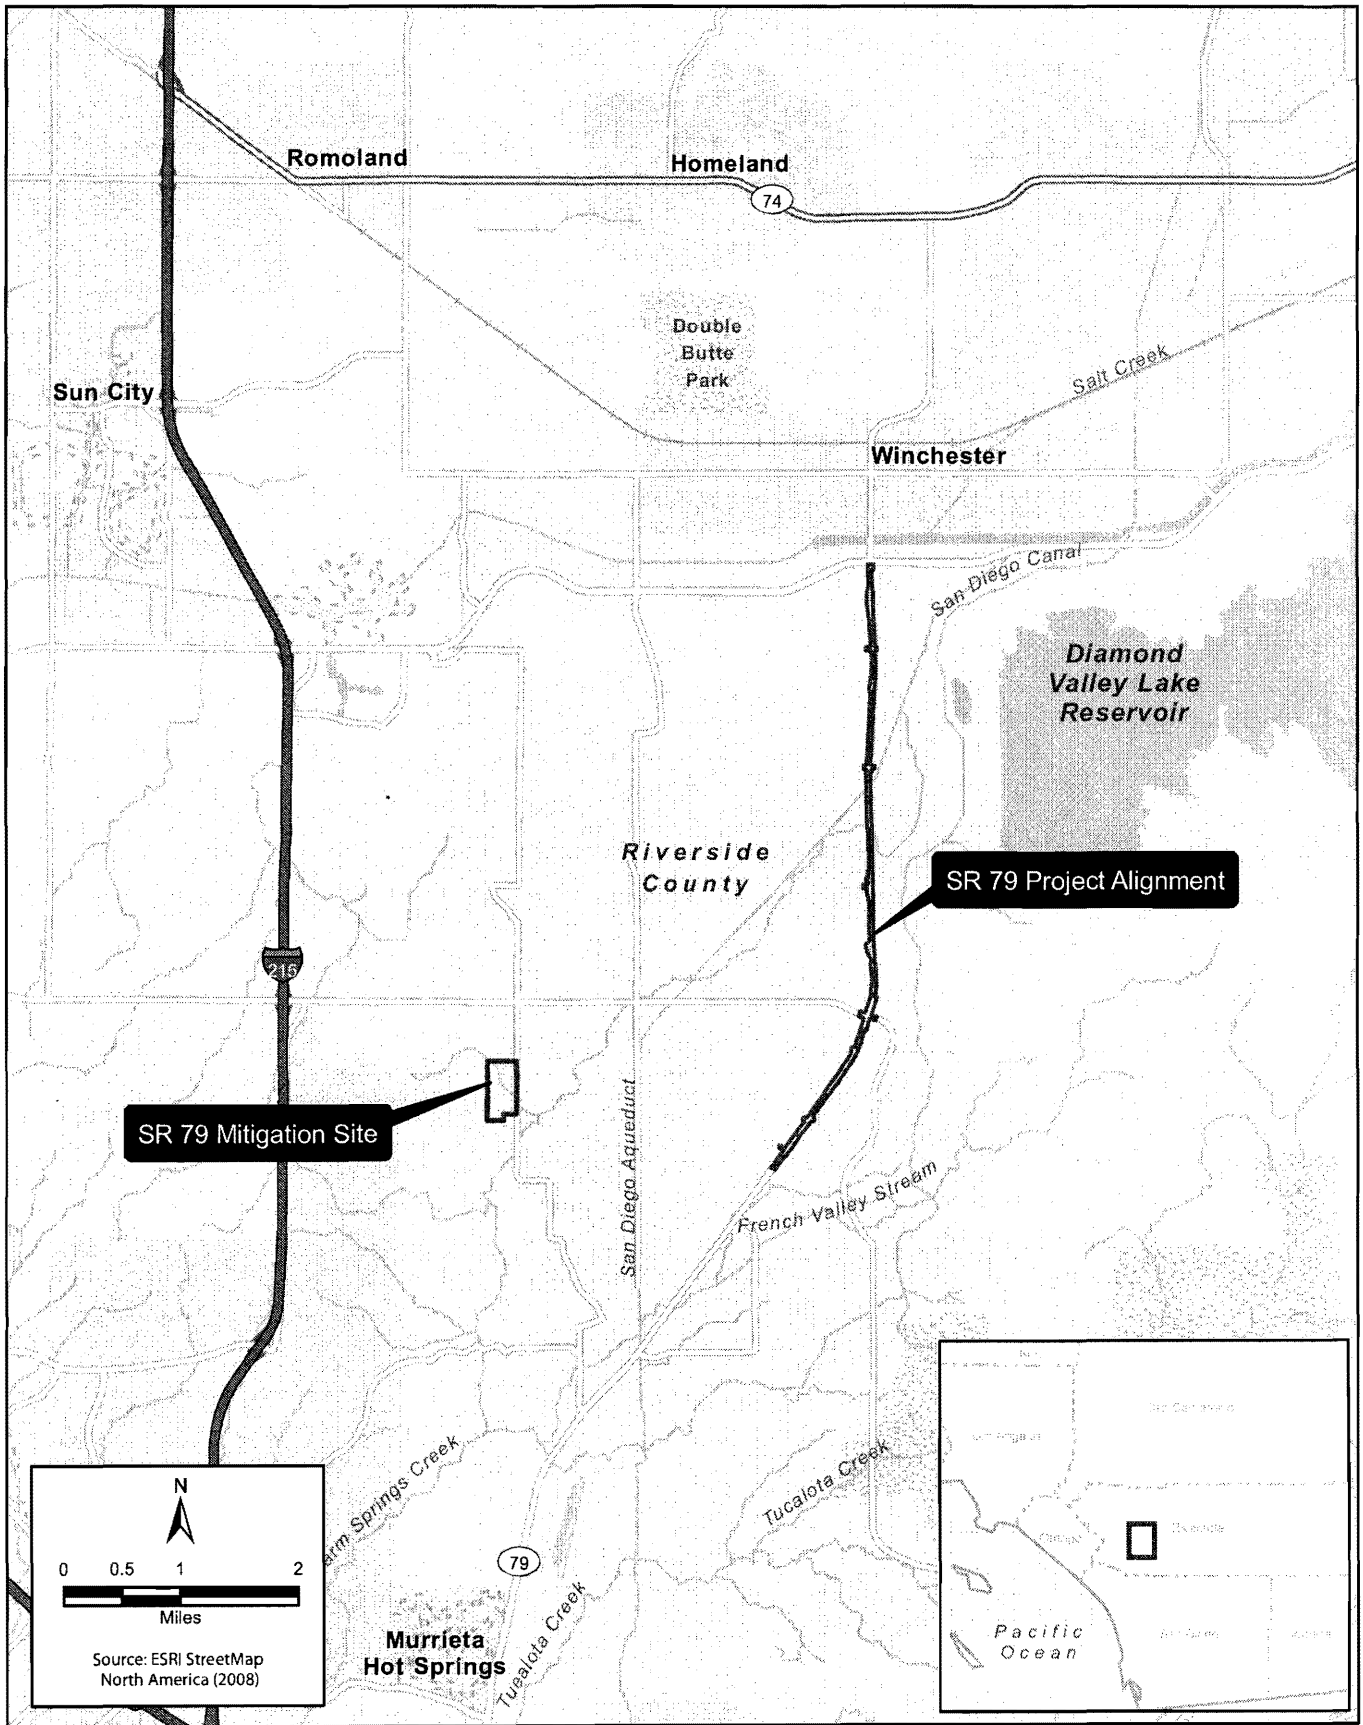 Romoland
Homeland
74
Double
Butte
Park
Salt Creek
Sun City
Winchester
San Diego Canal
Diamond
Valley Lake
Reservoir
Riverside
County
SR 79 Project Alignment
215
SR 79 Mitigation Site
San Diego Aqueduct
French Valley Stream
arm Springs Creek
Tucalota Creek
79
Tucalota Creek
Murrieta
Hot Springs
N
0 0.5 1 2
Miles
Source: ESRI StreetMap
North America (2008)
Riverside
Pacific
Ocean